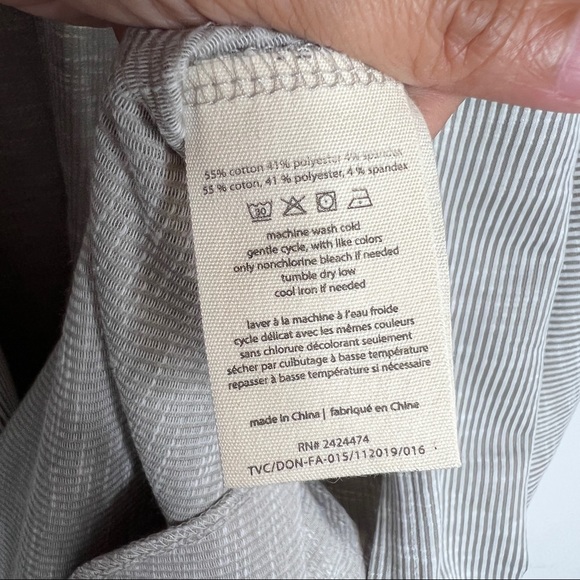 55% cotton 41% polyester 4% spandex
55 % coton, 41 % polyester, 4 % spandex
30
machine wash cold
gentle cycle, with like colors
only nonchlorine bleach if needed
tumble dry low
cool iron if needed
laver à la machine à l'eau froide
cycle délicat avec les mêmes couleurs
sans chlorure décolorant seulement
sécher par culbutage à basse température
repasser à basse température si nécessaire
made in China | fabriqué en Chine
RN# 2424474
TVC/DON-FA-015/112019/016